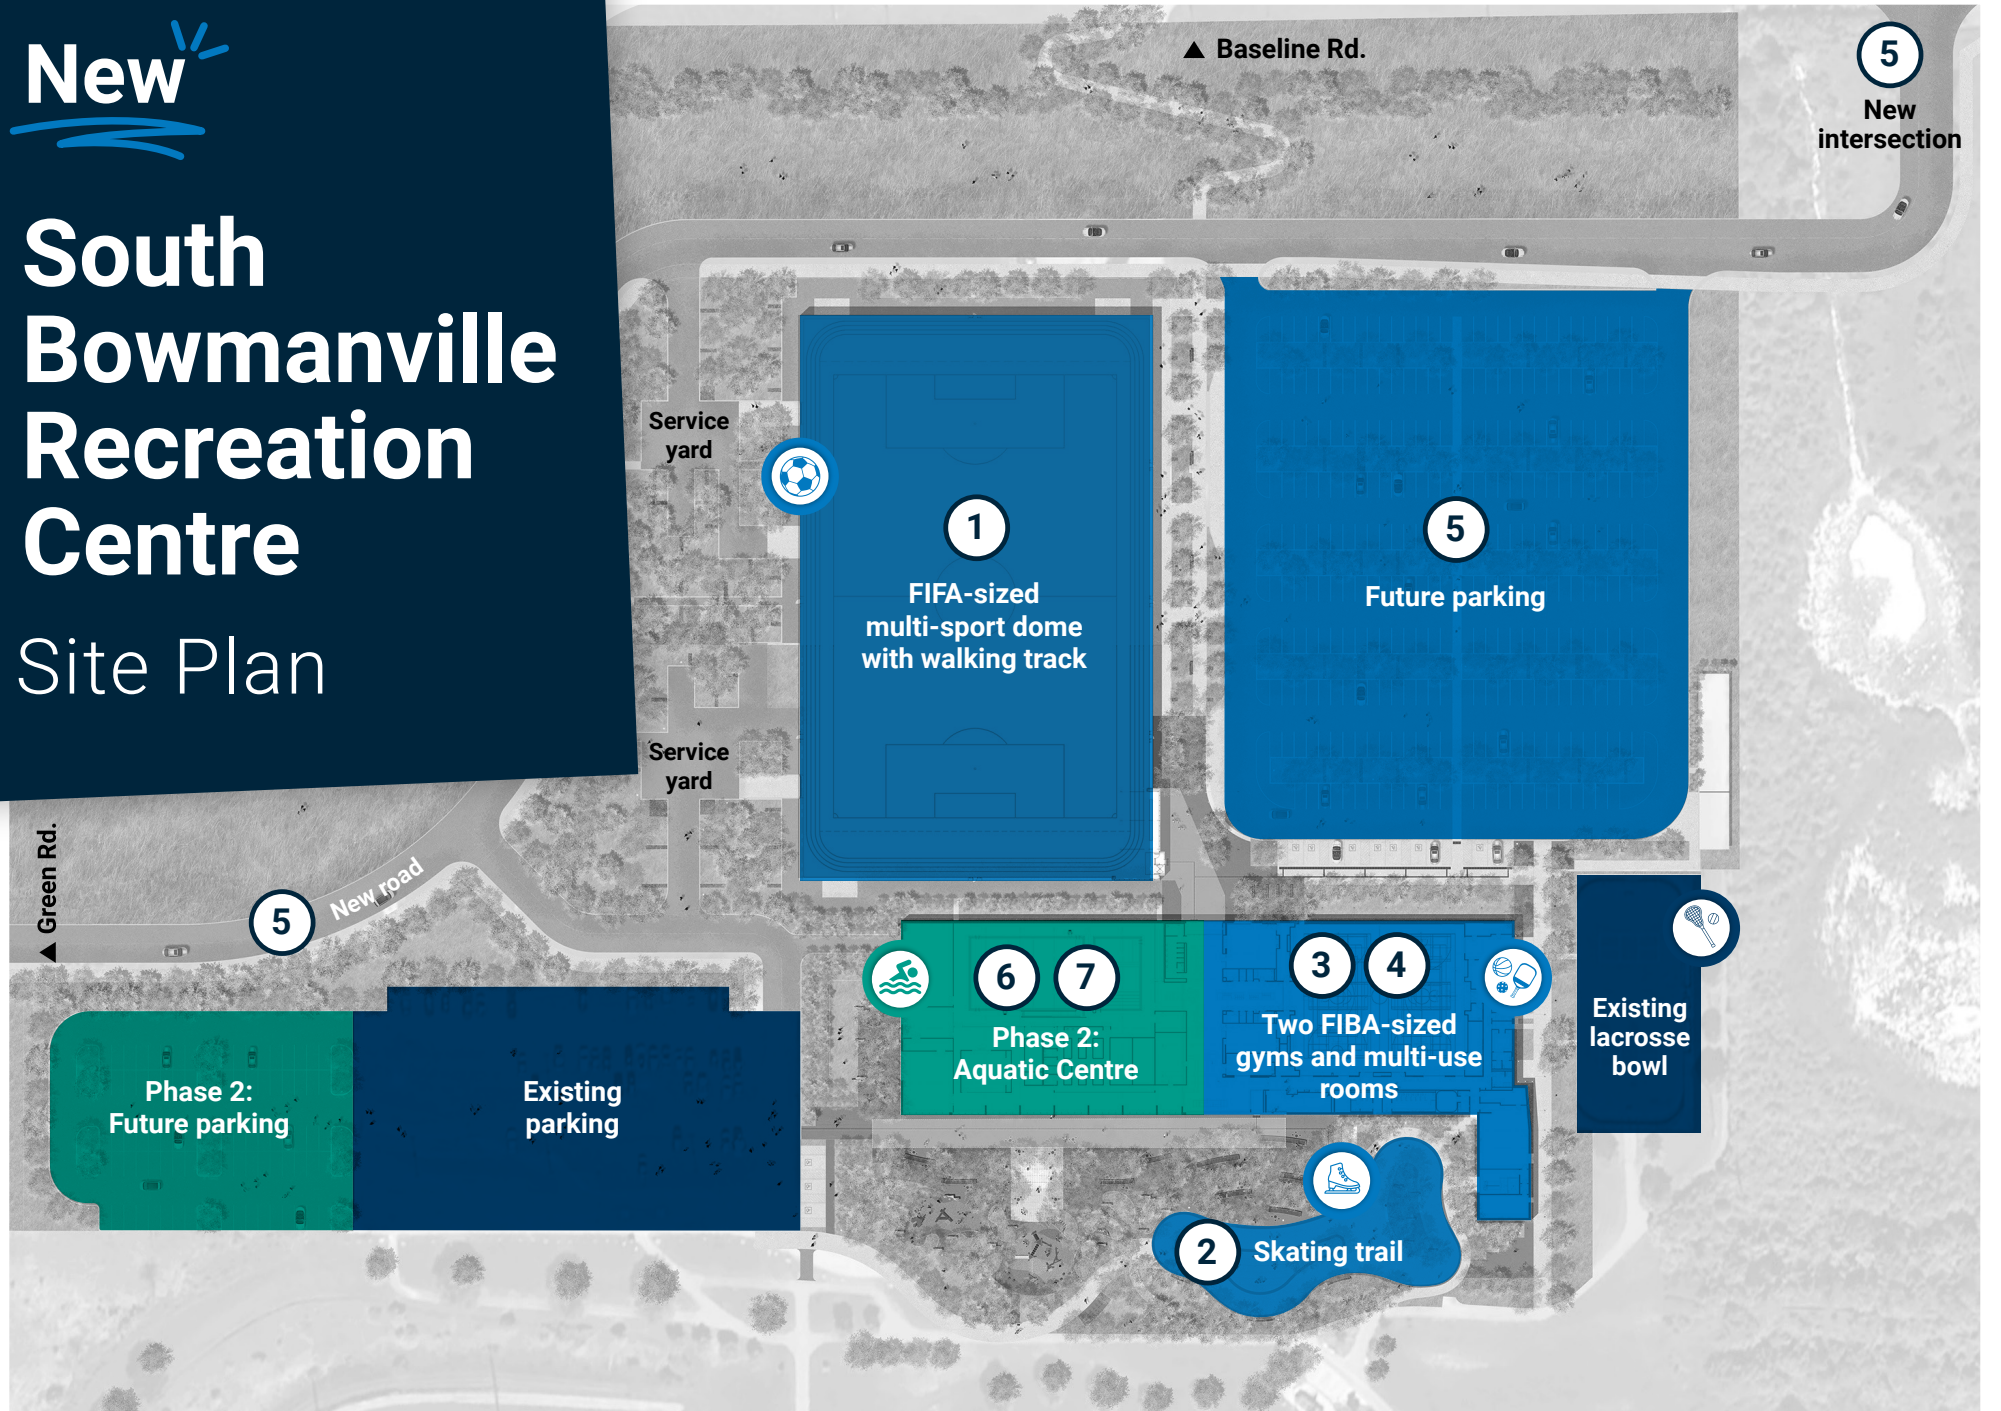 New
South
Bowmanville
Recreation
Centre
Site Plan
▲ Baseline Rd.
5
New
intersection
Service
yard
1
FIFA-sized
multi-sport dome
with walking track
5
Future parking
Service
yard
▲ Green Rd.
5
New road
6 7
Phase 2:
Aquatic Centre
3 4
Two FIBA-sized
gyms and multi-use
rooms
Existing
lacrosse
bowl
Phase 2:
Future parking
Existing
parking
2 Skating trail